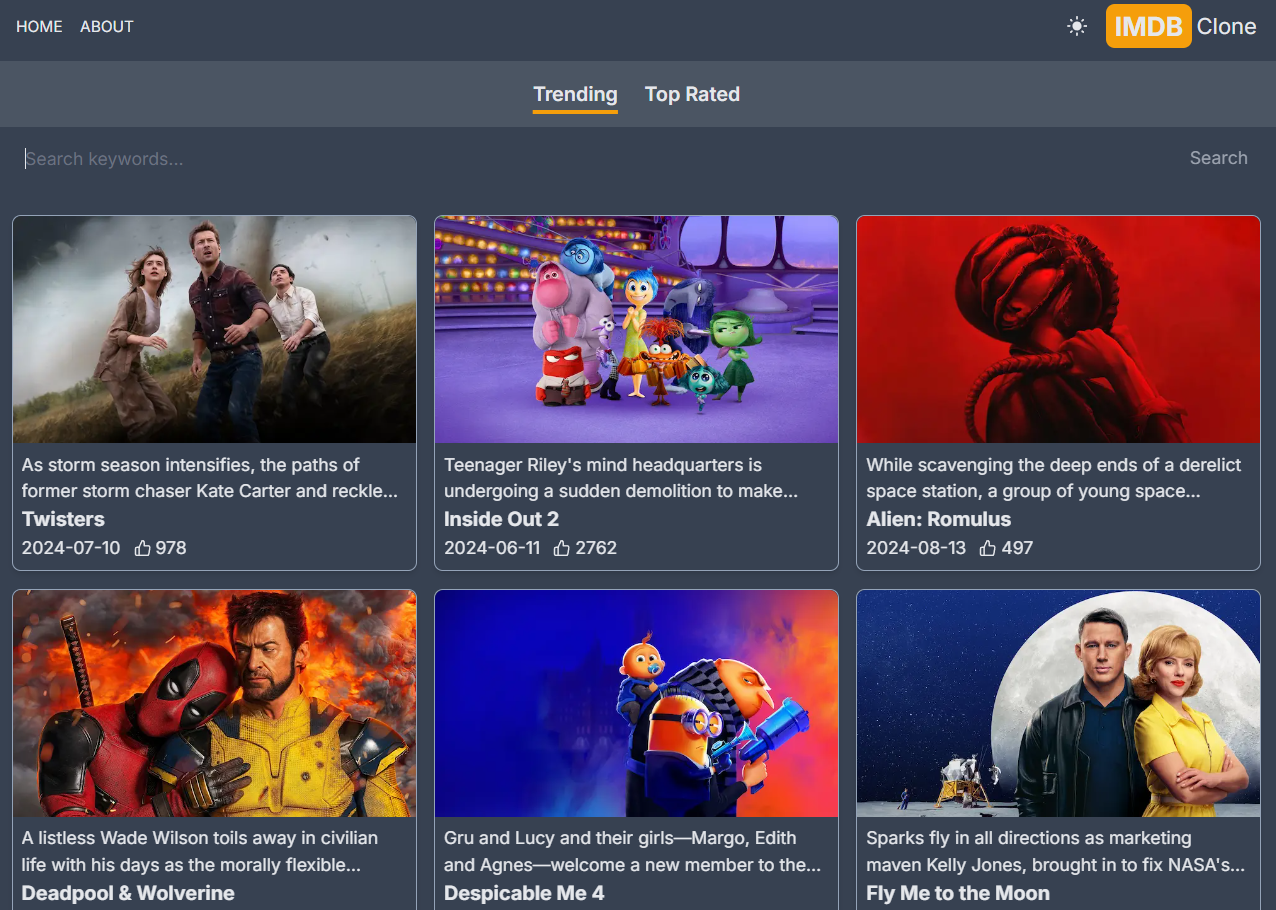 HOME ABOUT IMDB Clone
Trending Top Rated
Search keywords... Search
As storm season intensifies, the paths of
former storm chaser Kate Carter and reckle...
Twisters
2024-07-10 978
Teenager Riley's mind headquarters is
undergoing a sudden demolition to make...
Inside Out 2
2024-06-11 2762
While scavenging the deep ends of a derelict
space station, a group of young space...
Alien: Romulus
2024-08-13 497
A listless Wade Wilson toils away in civilian
life with his days as the morally flexible...
Deadpool & Wolverine
Gru and Lucy and their girls—Margo, Edith
and Agnes—welcome a new member to the...
Despicable Me 4
Sparks fly in all directions as marketing
maven Kelly Jones, brought in to fix NASA's...
Fly Me to the Moon